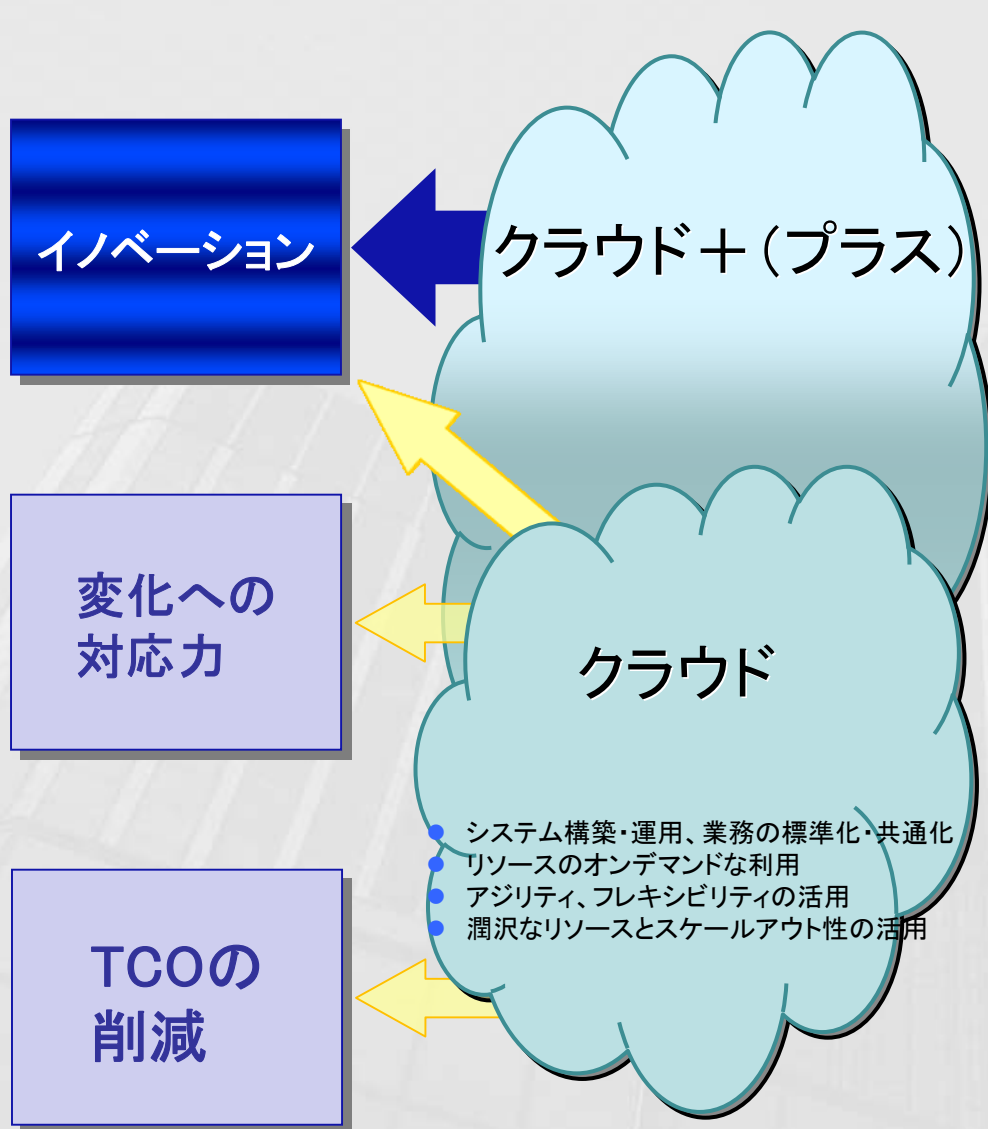 イノベーション
クラウド＋（プラス）
変化への
対応力
クラウド
● システム構築・運用、業務の標準化・共通化
● リソースのオンデマンドな利用
● アジリティ、フレキシビリティの活用
● 潤沢なリソースとスケールアウト性の活用
TCOの
削減